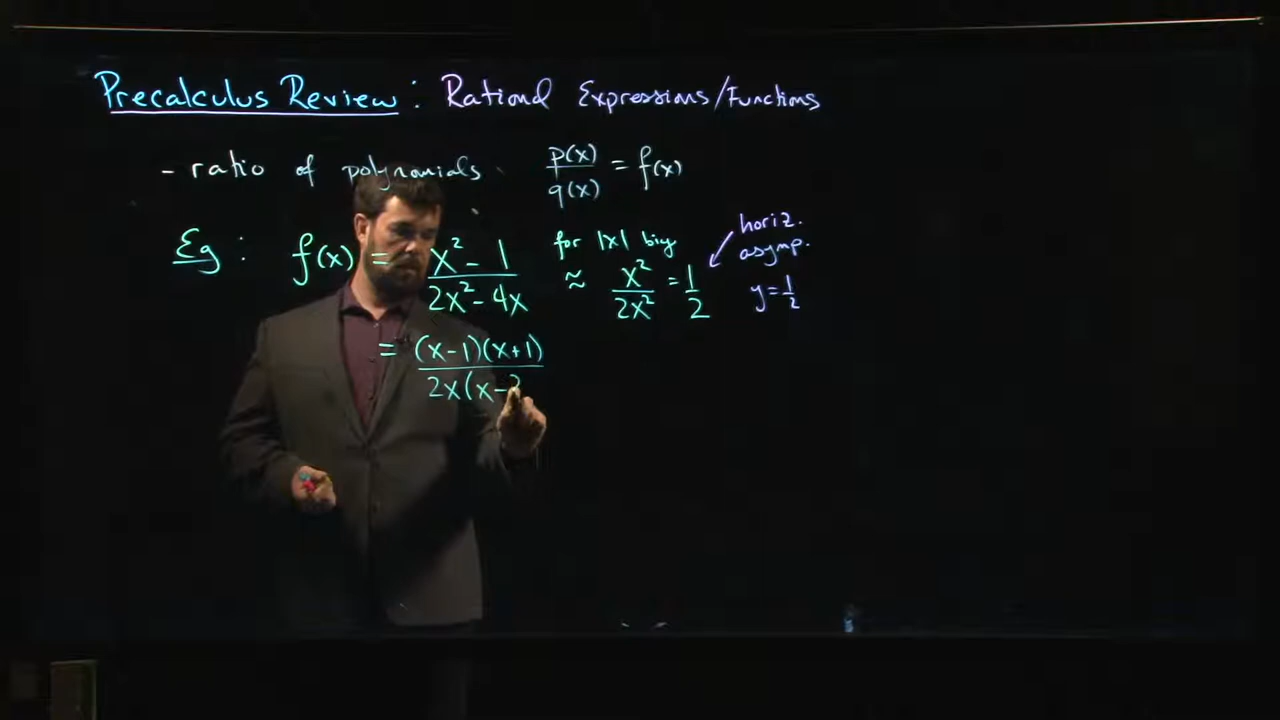 Precalculus Review: Rational Expressions/Functions
- ratio of polynomials p(x)/q(x) = f(x)
Eg: f(x) = x² - 1 / 2x² - 4x for |x| big ≈ x²/2x² = 1/2 horiz. asymp. y = 1/2
= (x-1)(x+1) / 2x(x-2